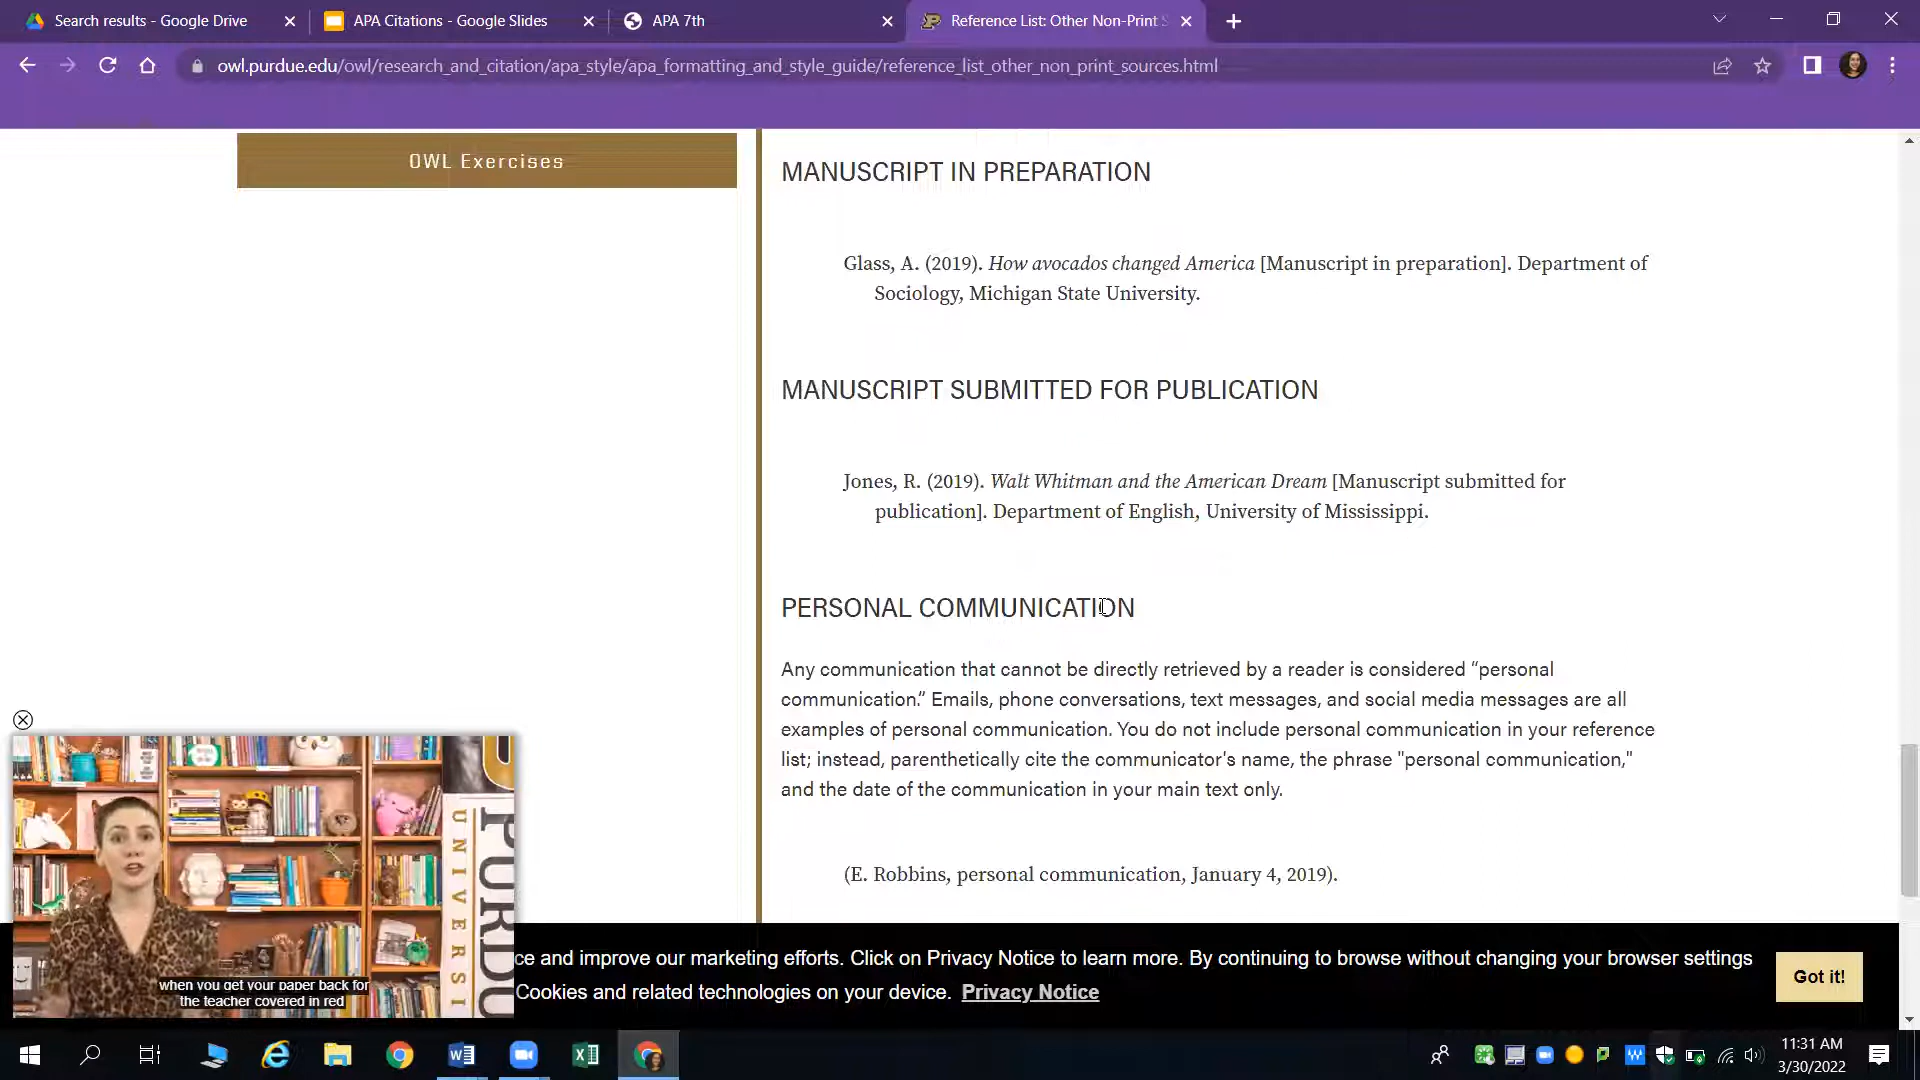 Search results - Google Drive
APA Citations - Google Slides
APA 7th
Reference List: Other Non-Print
owl.purdue.edu/owl/research_and_citation/apa_style/apa_formatting_and_style_guide/reference_list_other_non_print_sources.html
OWL Exercises
MANUSCRIPT IN PREPARATION
Glass, A. (2019). How avocados changed America [Manuscript in preparation]. Department of
Sociology, Michigan State University.
MANUSCRIPT SUBMITTED FOR PUBLICATION
Jones, R. (2019). Walt Whitman and the American Dream [Manuscript submitted for
publication]. Department of English, University of Mississippi.
PERSONAL COMMUNICATION
Any communication that cannot be directly retrieved by a reader is considered “personal
communication.” Emails, phone conversations, text messages, and social media messages are all
examples of personal communication. You do not include personal communication in your reference
list; instead, parenthetically cite the communicator's name, the phrase "personal communication,"
and the date of the communication in your main text only.
(E. Robbins, personal communication, January 4, 2019).
PURDU
UNIVERSI
when you get your paper back for
the teacher covered in red
ce and improve our marketing efforts. Click on Privacy Notice to learn more. By continuing to browse without changing your browser settings
Cookies and related technologies on your device. Privacy Notice
Got it!
11:31 AM
3/30/2022